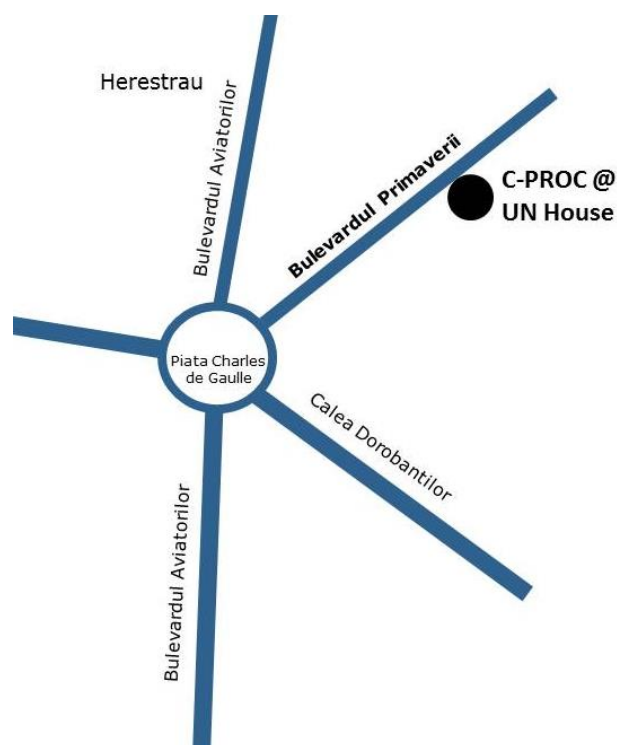 Herestrau
Bulevardul Aviatorilor
Bulevardul Primaverii
C-PROC @
UN House
Piata Charles
de Gaulle
Calea Dorobantilor
Bulevardul Aviatorilor